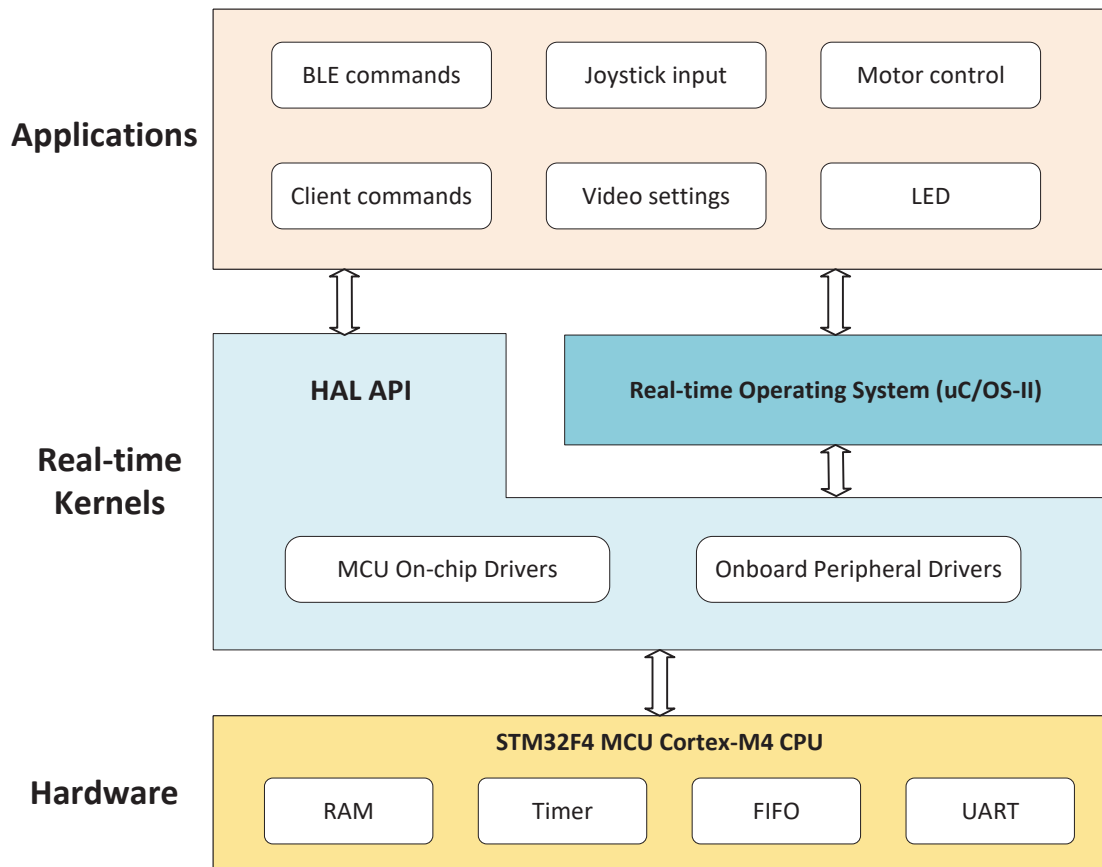 Applications
BLE commands
Joystick input
Motor control
Client commands
Video settings
LED
Real-time
Kernels
HAL API
Real-time Operating System (uC/OS-II)
MCU On-chip Drivers
Onboard Peripheral Drivers
Hardware
STM32F4 MCU Cortex-M4 CPU
RAM
Timer
FIFO
UART